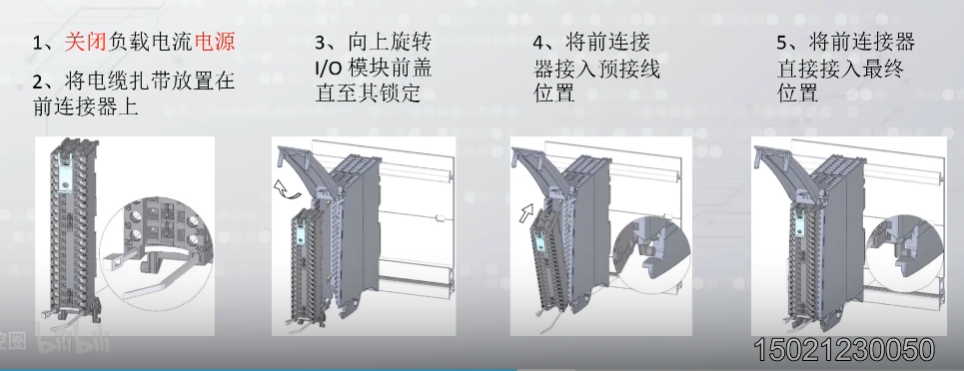 1、关闭负载电流电源
2、将电缆扎带放置在
前连接器上
3、向上旋转
I/O 模块前盖
直至其锁定
4、将前连接
器接入预接线
位置
5、将前连接器
直接接入最终
位置
圈 bilibili
15021230050